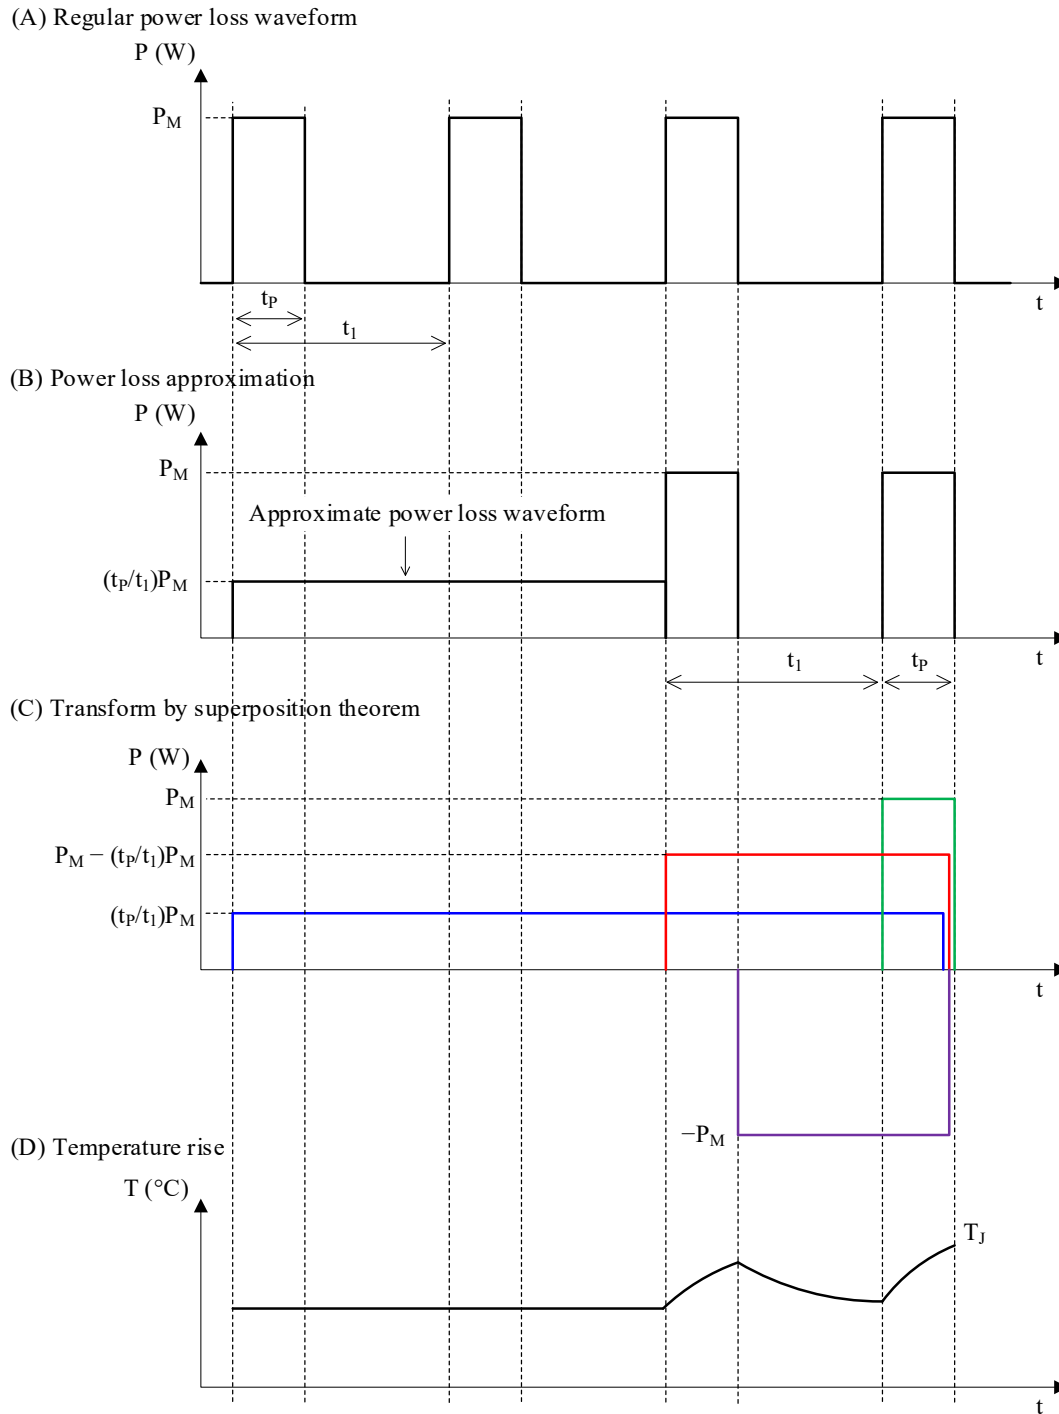 (A) Regular power loss waveform
P (W)
P_M
t
t_P
t_1
(B) Power loss approximation
P (W)
P_M
Approximate power loss waveform
(t_P/t_1)P_M
t
t_1
t_P
(C) Transform by superposition theorem
P (W)
P_M
P_M − (t_P/t_1)P_M
(t_P/t_1)P_M
t
−P_M
(D) Temperature rise
T (°C)
T_J
t